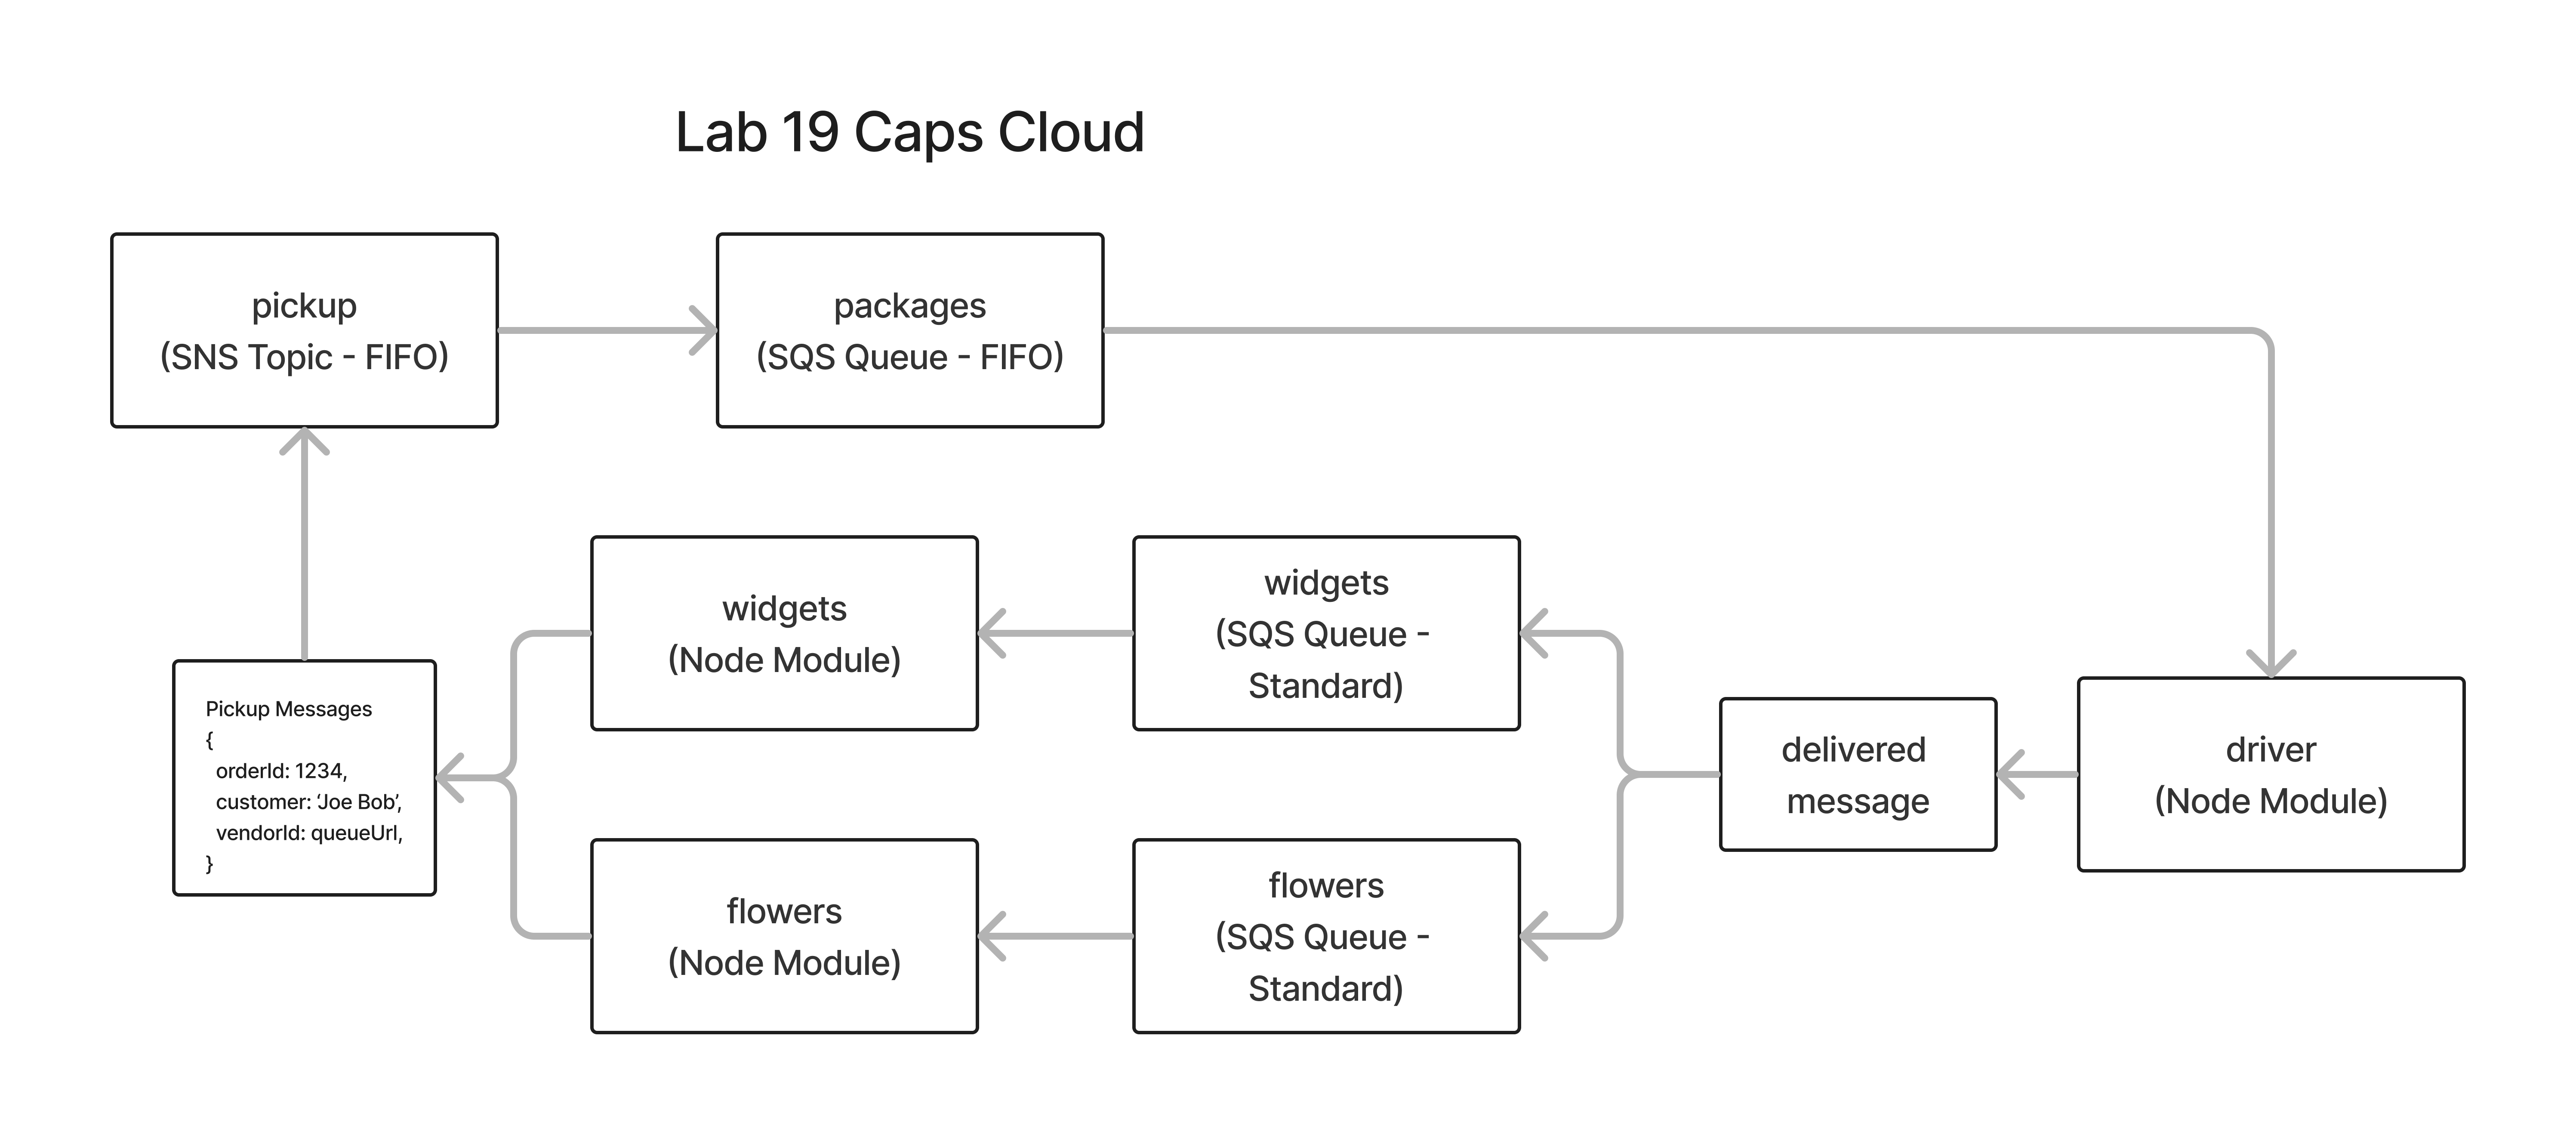 Lab 19 Caps Cloud
pickup
(SNS Topic - FIFO)
packages
(SQS Queue - FIFO)
widgets
(Node Module)
widgets
(SQS Queue -
Standard)
Pickup Messages
{
orderId: 1234,
customer: ‘Joe Bob’,
vendorId: queueUrl,
}
delivered
message
driver
(Node Module)
flowers
(Node Module)
flowers
(SQS Queue -
Standard)